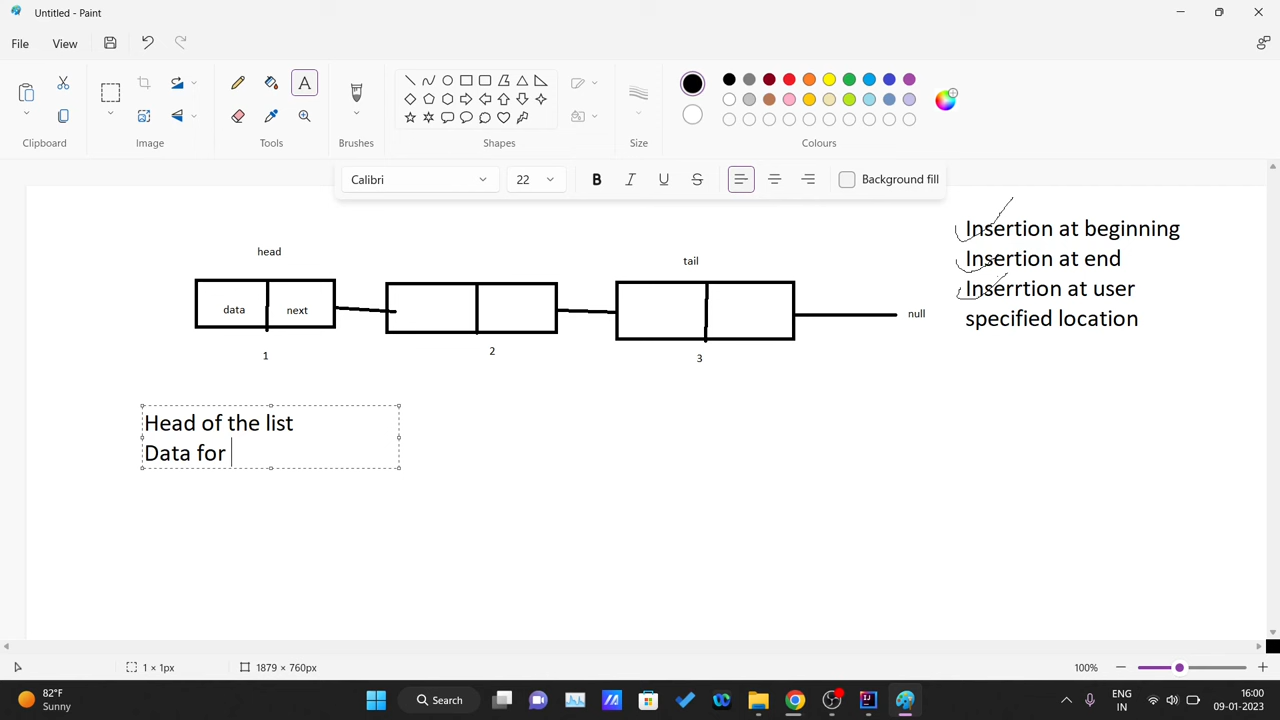 Untitled - Paint
File
View
Clipboard
Image
Tools
Brushes
Shapes
Size
Colours
Calibri
22
B
I
U
Background fill
Insertion at beginning
Insertion at end
Inserrtion at user
specified location
head
tail
data
next
null
1
2
3
Head of the list
Data for
1 × 1px
1879 × 760px
100%
82°F
Sunny
Search
ENG
IN
16:00
09-01-2023